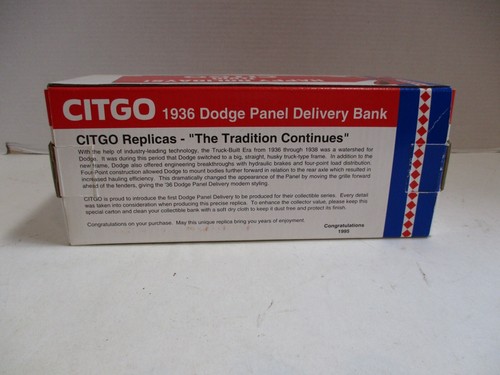 CITGO 1936 Dodge Panel Delivery Bank
CITGO Replicas - "The Tradition Continues"
With the help of industry-leading technology, the Truck-Built Era from 1936 through 1938 was a watershed for
Dodge. It was during this period that Dodge switched to a big, straight, husky truck-type frame. In addition to the
new frame, Dodge also offered engineering breakthroughs with hydraulic brakes and four-point load distribution.
Four-Point construction allowed Dodge to mount bodies further forward in relation to the rear axle which resulted in
increased hauling efficiency. This dramatically changed the appearance of the Panel by moving the grille forward
ahead of the fenders, giving the '36 Dodge Panel Delivery modern styling.
CITGO is proud to introduce the first Dodge Panel Delivery to be produced for their collectible series. Every detail
was taken into consideration when producing this precise replica. To enhance the collector value, please keep this
special carton and clean your collectible bank with a soft dry cloth to keep it dust free and protect its finish.
Congratulations on your purchase. May this unique replica bring you years of enjoyment.
Congratulations
1995